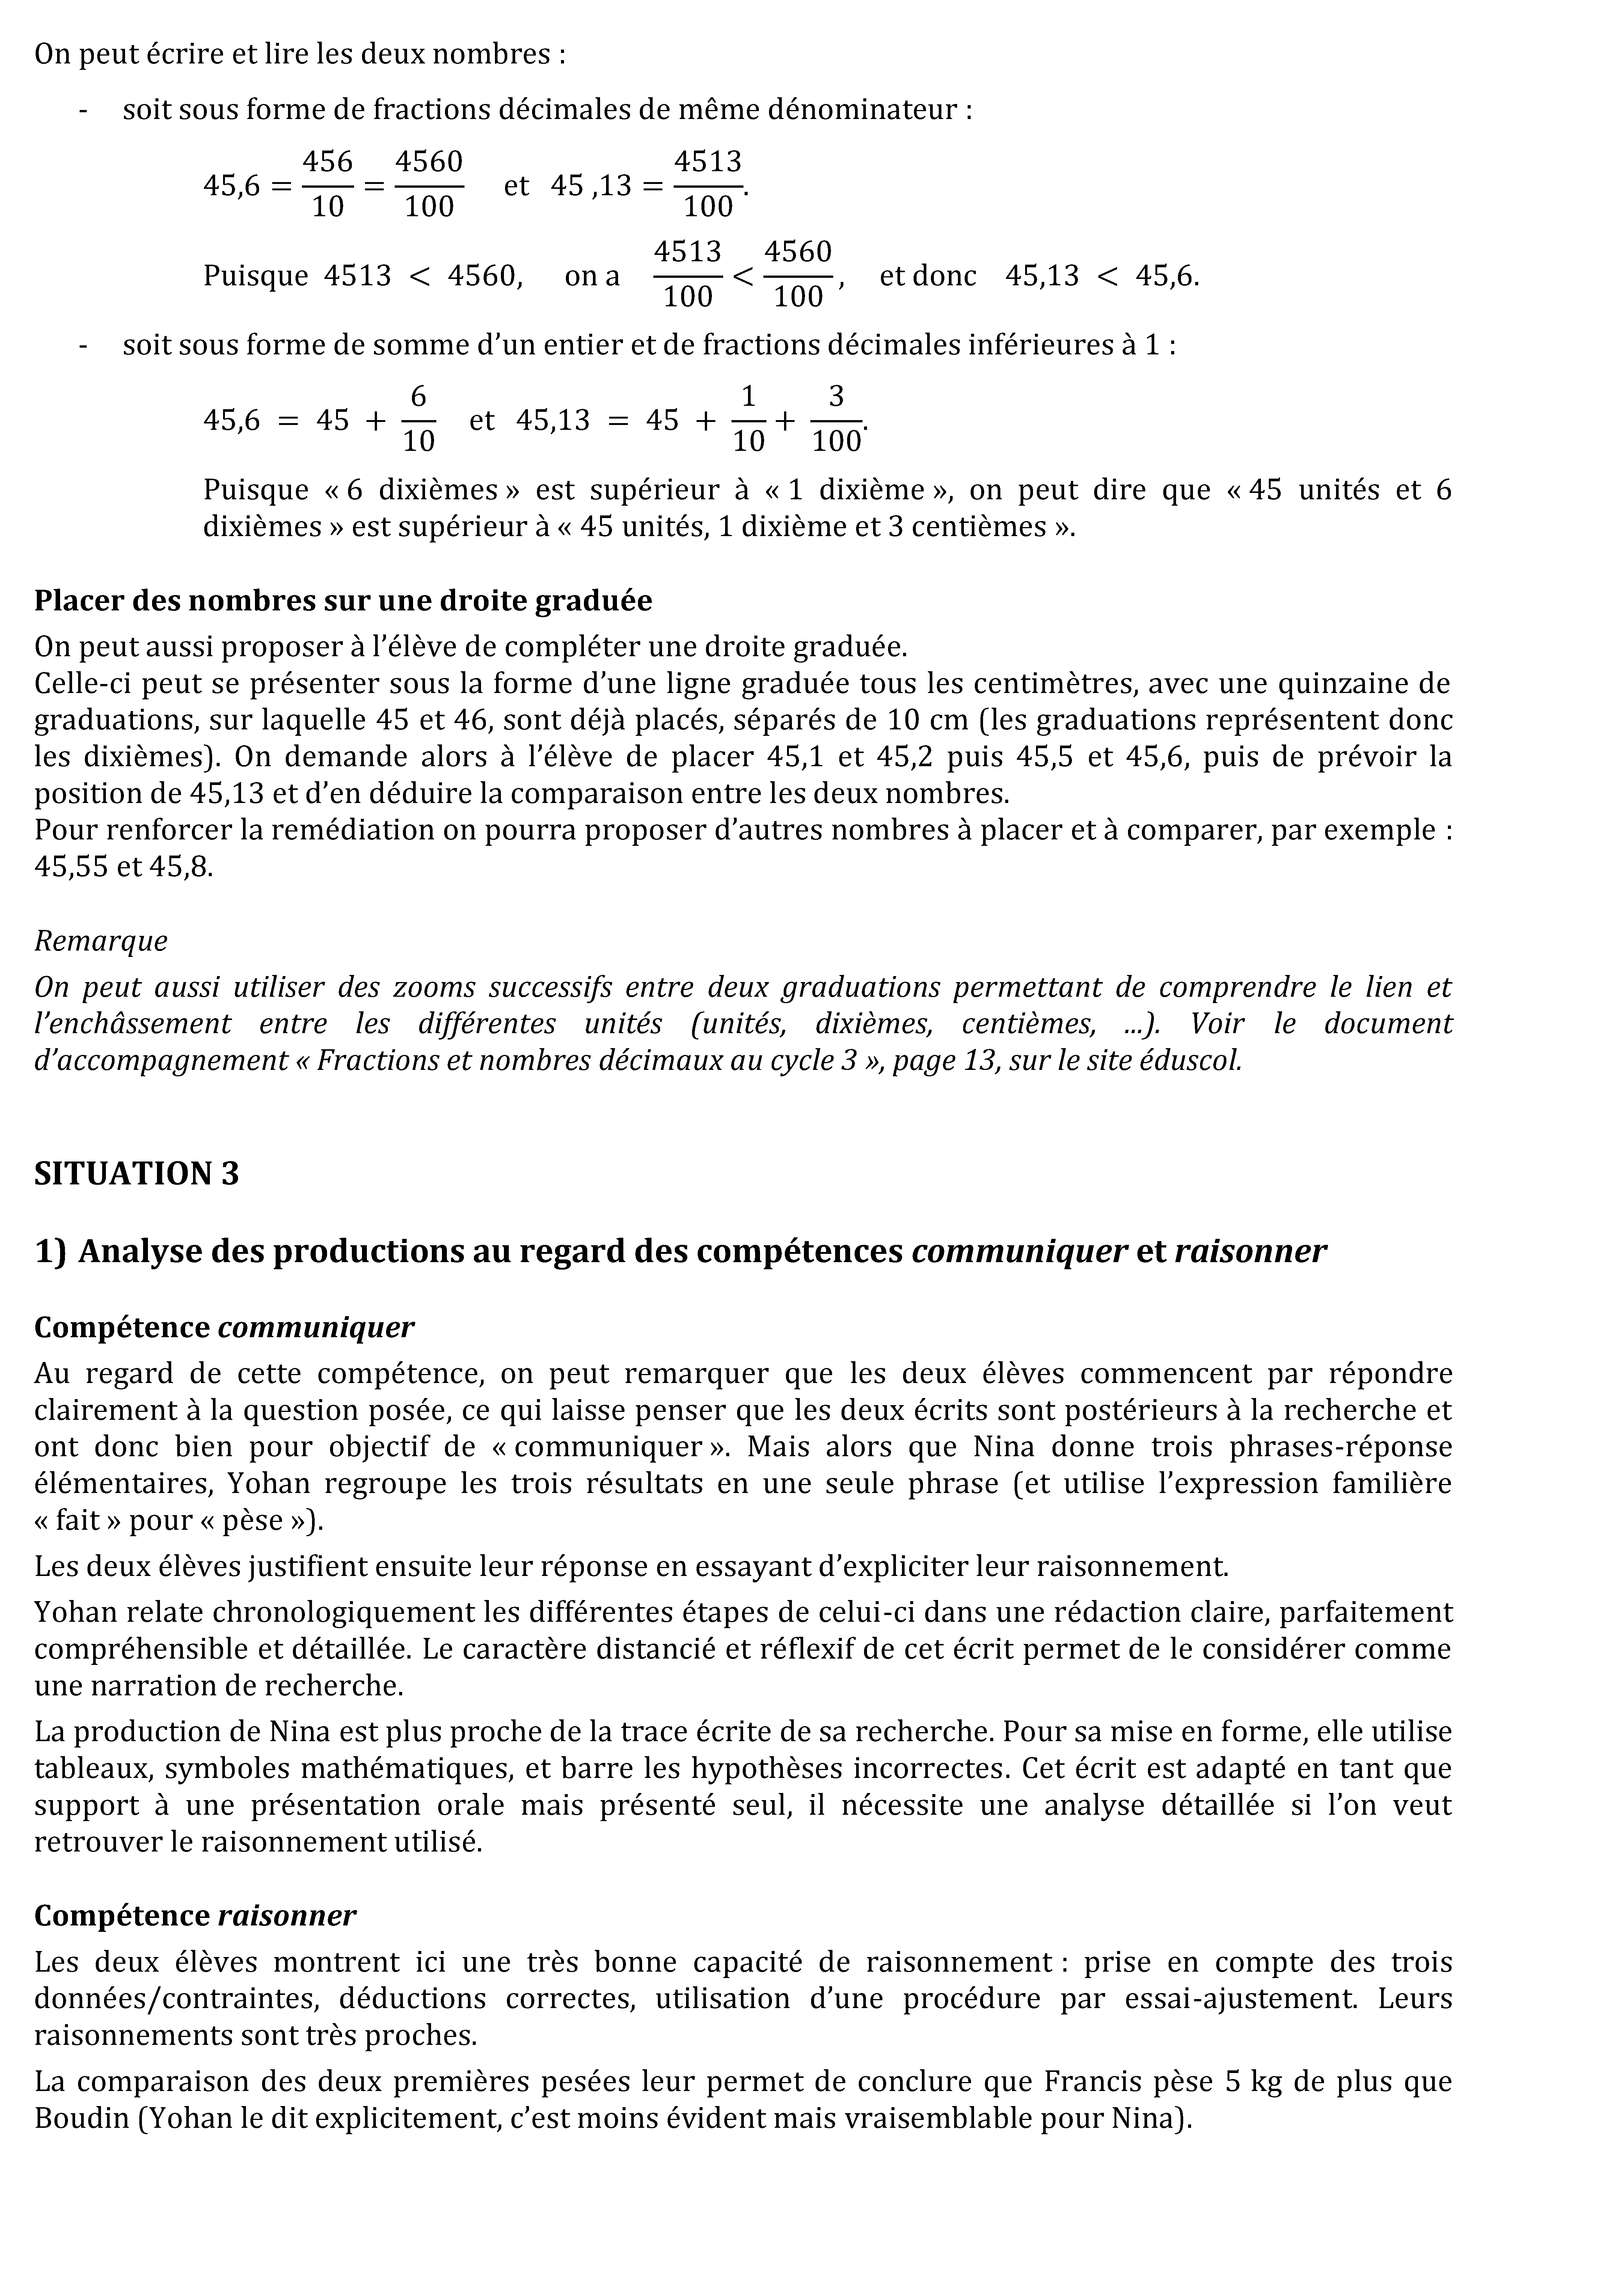 On peut écrire et lire les deux nombres :
- soit sous forme de fractions décimales de même dénominateur :
45,6 = 456/10 = 4560/100 et 45 ,13 = 4513/100.
Puisque 4513 < 4560, on a 4513/100 < 4560/100, et donc 45,13 < 45,6.
- soit sous forme de somme d'un entier et de fractions décimales inférieures à 1 :
45,6 = 45 + 6/10 et 45,13 = 45 + 1/10 + 3/100.
Puisque « 6 dixièmes » est supérieur à « 1 dixième », on peut dire que « 45 unités et 6
dixièmes » est supérieur à « 45 unités, 1 dixième et 3 centièmes ».
Placer des nombres sur une droite graduée
On peut aussi proposer à l'élève de compléter une droite graduée.
Celle-ci peut se présenter sous la forme d'une ligne graduée tous les centimètres, avec une quinzaine de
graduations, sur laquelle 45 et 46, sont déjà placés, séparés de 10 cm (les graduations représentent donc
les dixièmes). On demande alors à l'élève de placer 45,1 et 45,2 puis 45,5 et 45,6, puis de prévoir la
position de 45,13 et d'en déduire la comparaison entre les deux nombres.
Pour renforcer la remédiation on pourra proposer d'autres nombres à placer et à comparer, par exemple :
45,55 et 45,8.
Remarque
On peut aussi utiliser des zooms successifs entre deux graduations permettant de comprendre le lien et
l'enchâssement entre les différentes unités (unités, dixièmes, centièmes, ...). Voir le document
d'accompagnement « Fractions et nombres décimaux au cycle 3 », page 13, sur le site éduscol.
SITUATION 3
1) Analyse des productions au regard des compétences communiquer et raisonner
Compétence communiquer
Au regard de cette compétence, on peut remarquer que les deux élèves commencent par répondre
clairement à la question posée, ce qui laisse penser que les deux écrits sont postérieurs à la recherche et
ont donc bien pour objectif de « communiquer ». Mais alors que Nina donne trois phrases-réponse
élémentaires, Yohan regroupe les trois résultats en une seule phrase (et utilise l'expression familière
« fait » pour « pèse »).
Les deux élèves justifient ensuite leur réponse en essayant d'expliciter leur raisonnement.
Yohan relate chronologiquement les différentes étapes de celui-ci dans une rédaction claire, parfaitement
compréhensible et détaillée. Le caractère distancié et réflexif de cet écrit permet de le considérer comme
une narration de recherche.
La production de Nina est plus proche de la trace écrite de sa recherche. Pour sa mise en forme, elle utilise
tableaux, symboles mathématiques, et barre les hypothèses incorrectes. Cet écrit est adapté en tant que
support à une présentation orale mais présenté seul, il nécessite une analyse détaillée si l'on veut
retrouver le raisonnement utilisé.
Compétence raisonner
Les deux élèves montrent ici une très bonne capacité de raisonnement : prise en compte des trois
données/contraintes, déductions correctes, utilisation d'une procédure par essai-ajustement. Leurs
raisonnements sont très proches.
La comparaison des deux premières pesées leur permet de conclure que Francis pèse 5 kg de plus que
Boudin (Yohan le dit explicitement, c'est moins évident mais vraisemblable pour Nina).